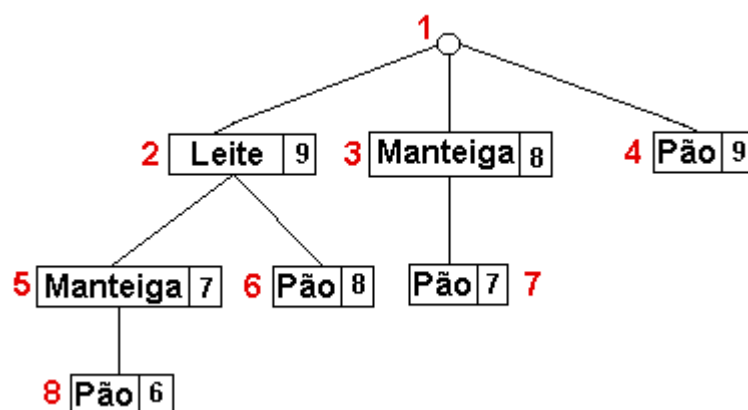 1
2 Leite 9 3 Manteiga 8 4 Pão 9
5 Manteiga 7 6 Pão 8 Pão 7 7
8 Pão 6